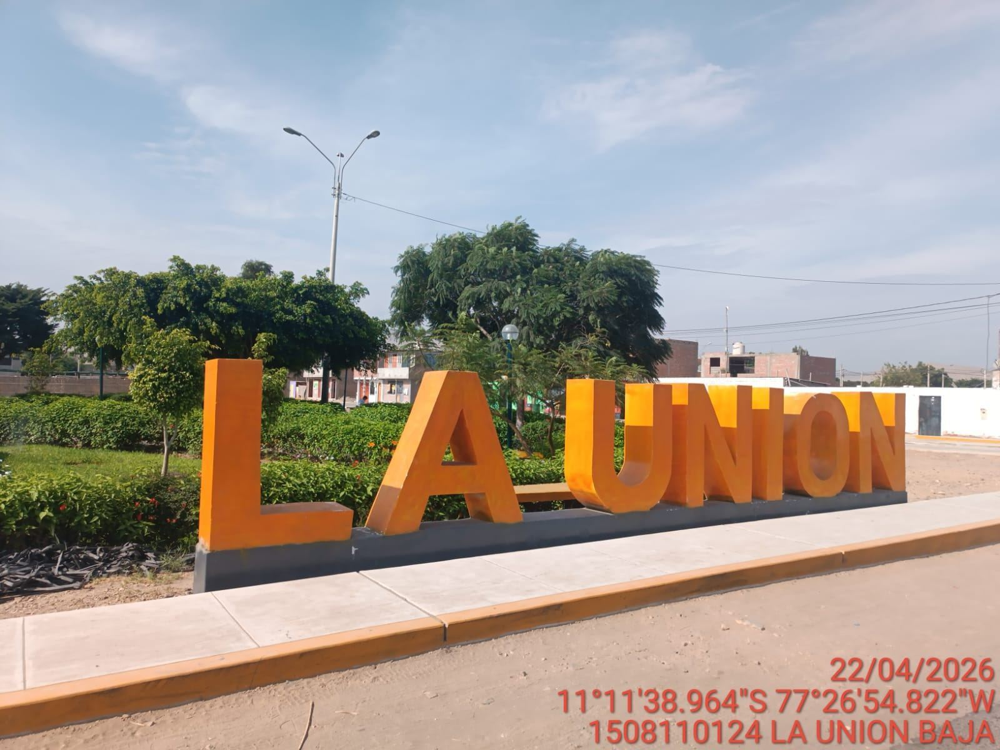 LA UNION
22/04/2026
11°11'38.964"S 77°26'54.822"W
1508110124 LA UNION BAJA